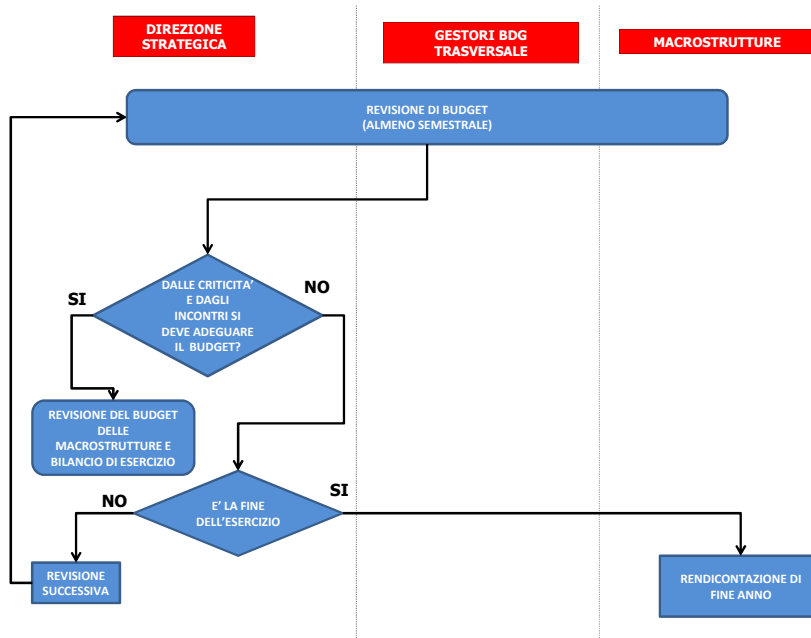 DIREZIONE
STRATEGICA
GESTORI BDG
TRASVERSALE
MACROSTRUTTURE
REVISIONE DI BUDGET
(ALMENO SEMESTRALE)
DALLE CRITICITA’
E DAGLI
INCONTRI SI
DEVE ADEGUARE
IL BUDGET?
SI
NO
REVISIONE DEL BUDGET
DELLE
MACROSTRUTTURE E
BILANCIO DI ESERCIZIO
E’ LA FINE
DELL’ESERCIZIO
NO
SI
REVISIONE
SUCCESSIVA
RENDICONTAZIONE DI
FINE ANNO